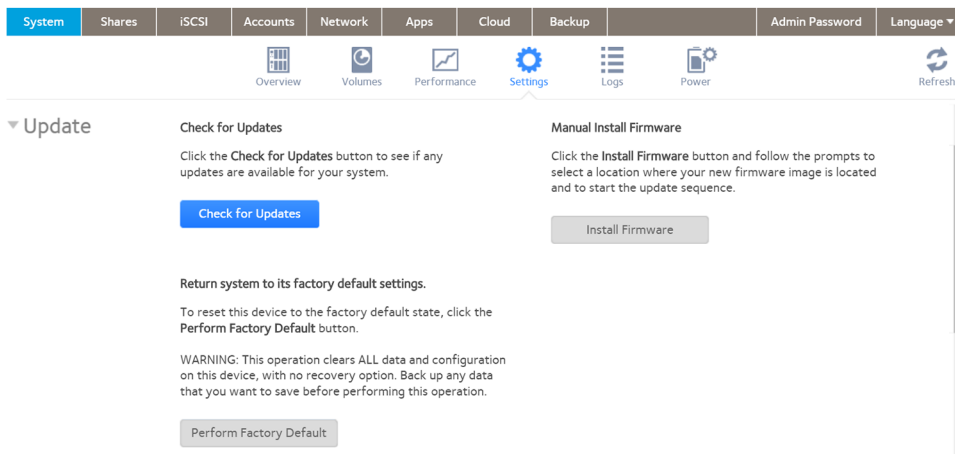 System Shares iSCSI Accounts Network Apps Cloud Backup Admin Password Language
Overview Volumes Performance Settings Logs Power Refresh
Update
Check for Updates
Click the Check for Updates button to see if any
updates are available for your system.
Check for Updates
Manual Install Firmware
Click the Install Firmware button and follow the prompts to
select a location where your new firmware image is located
and to start the update sequence.
Install Firmware
Return system to its factory default settings.
To reset this device to the factory default state, click the
Perform Factory Default button.
WARNING: This operation clears ALL data and configuration
on this device, with no recovery option. Back up any data
that you want to save before performing this operation.
Perform Factory Default